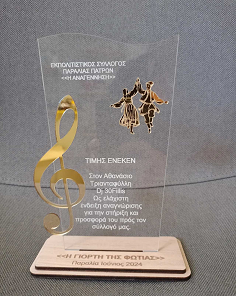 ΕΚΠΟΛΙΤΙΣΤΙΚΟΣ ΣΥΛΛΟΓΟΣ
ΠΑΡΑΛΙΑΣ ΠΑΤΡΩΝ
<<Η ΑΝΑΓΕΝΝΗΣΗ>>
ΤΙΜΗΣ ΕΝΕΚΕΝ
Στον Αθανάσιο
Τριανταφύλλη
Dj 30Fillis
Ως ελάχιστη
ένδειξη αναγνώρισης
για την στήριξη και
προσφορά του προς τον
σύλλογό μας.
<<Η ΓΙΟΡΤΗ ΤΗΣ ΦΩΤΙΑΣ>>
Παραλία Ιούνιος 2024